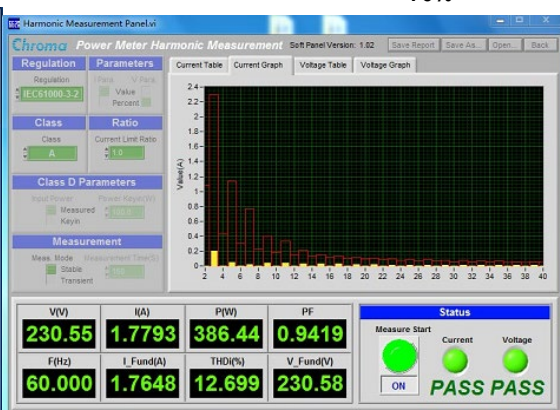 Harmonic Measurement Panel.vi
Chroma Power Meter Harmonic Measurement Soft Panel Version: 1.02 Save Report Save As... Open... Back
Regulation Parameters
Current Table Current Graph Voltage Table Voltage Graph
Regulation
IEC61000-3-2
I Para V Para
Value
Percent
Class Ratio
Class Current Limit Ratio
A 1.0
Class D Parameters
Input Power Power Keyin(W)
Measured
Keyin
Measurement
Meas. Mode Measurement Time(S)
Stable
Transient
Value(A)
2.4
2.2
2
1.8
1.6
1.4
1.2
1
0.8
0.6
0.4
0.2
0
2 4 6 8 10 12 14 16 18 20 22 24 26 28 30 32 34 36 38 40
V(V) I(A) P(W) PF
230.55 1.7793 386.44 0.9419
F(Hz) I_Fund(A) THDi(%) V_Fund(V)
60.000 1.7648 12.699 230.58
Status
Measure Start Current Voltage
ON PASS PASS